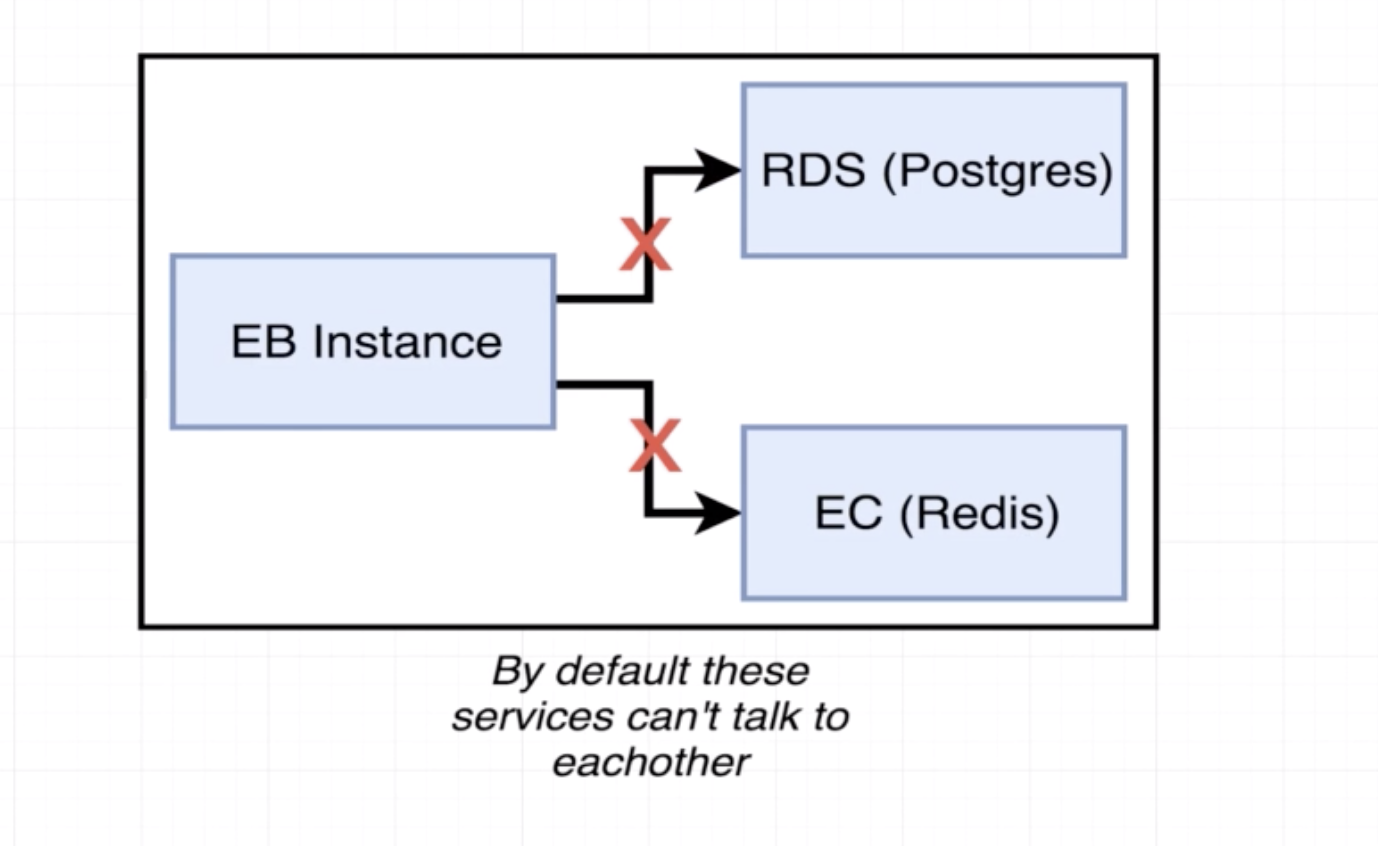 RDS (Postgres)
EB Instance
EC (Redis)
By default these
services can't talk to
eachother